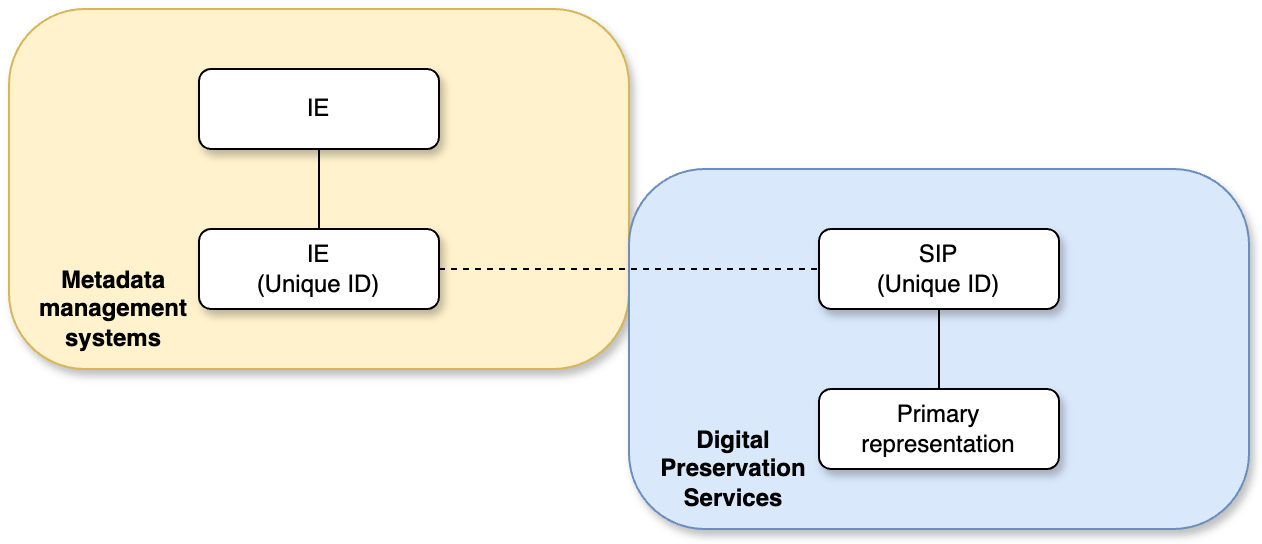 IE
IE
(Unique ID)
Metadata
management
systems
SIP
(Unique ID)
Primary
representation
Digital
Preservation
Services